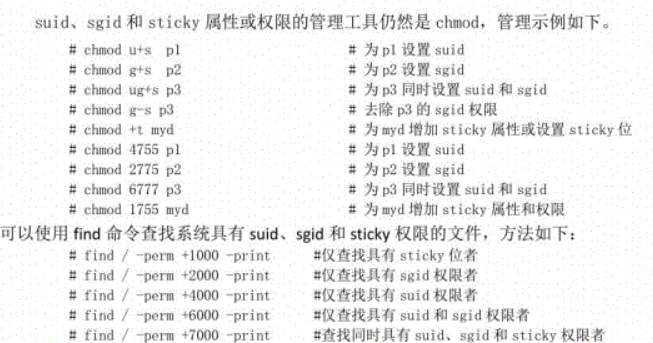 suid、sgid 和 sticky 属性或权限的管理工具仍然是 chmod，管理示例如下。
# chmod u+s p1 # 为 p1 设置 suid
# chmod g+s p2 # 为 p2 设置 sgid
# chmod ug+s p3 # 为 p3 同时设置 suid 和 sgid
# chmod g-s p3 # 去除 p3 的 sgid 权限
# chmod +t myd # 为 myd 增加 sticky 属性或设置 sticky 位
# chmod 4755 p1 # 为 p1 设置 suid
# chmod 2775 p2 # 为 p2 设置 sgid
# chmod 6777 p3 # 为 p3 同时设置 suid 和 sgid
# chmod 1755 myd # 为 myd 增加 sticky 属性和权限
可以使用 find 命令查找系统具有 suid、sgid 和 sticky 权限的文件，方法如下：
# find / -perm +1000 -print #仅查找具有 sticky 位者
# find / -perm +2000 -print #仅查找具有 sgid 权限者
# find / -perm +4000 -print #仅查找具有 suid 权限者
# find / -perm +6000 -print #仅查找具有 suid 和 sgid 权限者
# find / -perm +7000 -print #查找同时具有 suid、sgid 和 sticky 权限者